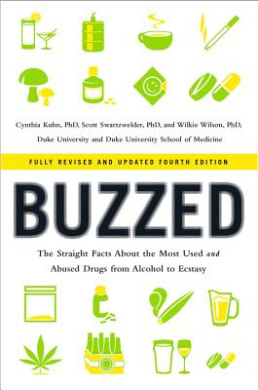 Cynthia Kuhn, PhD, Scott Swartzwelder, PhD, and Wilkie Wilson, PhD,
Duke University and Duke University School of Medicine
FULLY REVISED AND UPDATED FOURTH EDITION
BUZZED
The Straight Facts About the Most Used and
Abused Drugs from Alcohol to Ecstasy